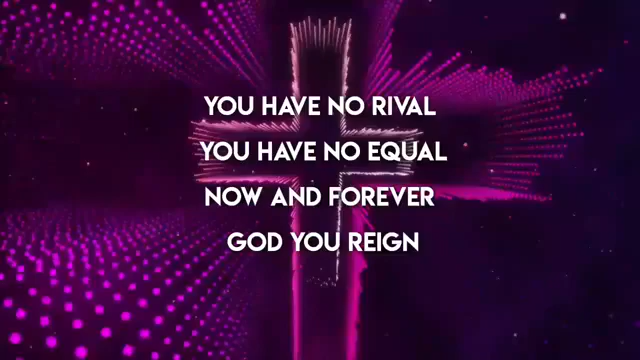 YOU HAVE NO RIVAL
YOU HAVE NO EQUAL
NOW AND FOREVER
GOD YOU REIGN